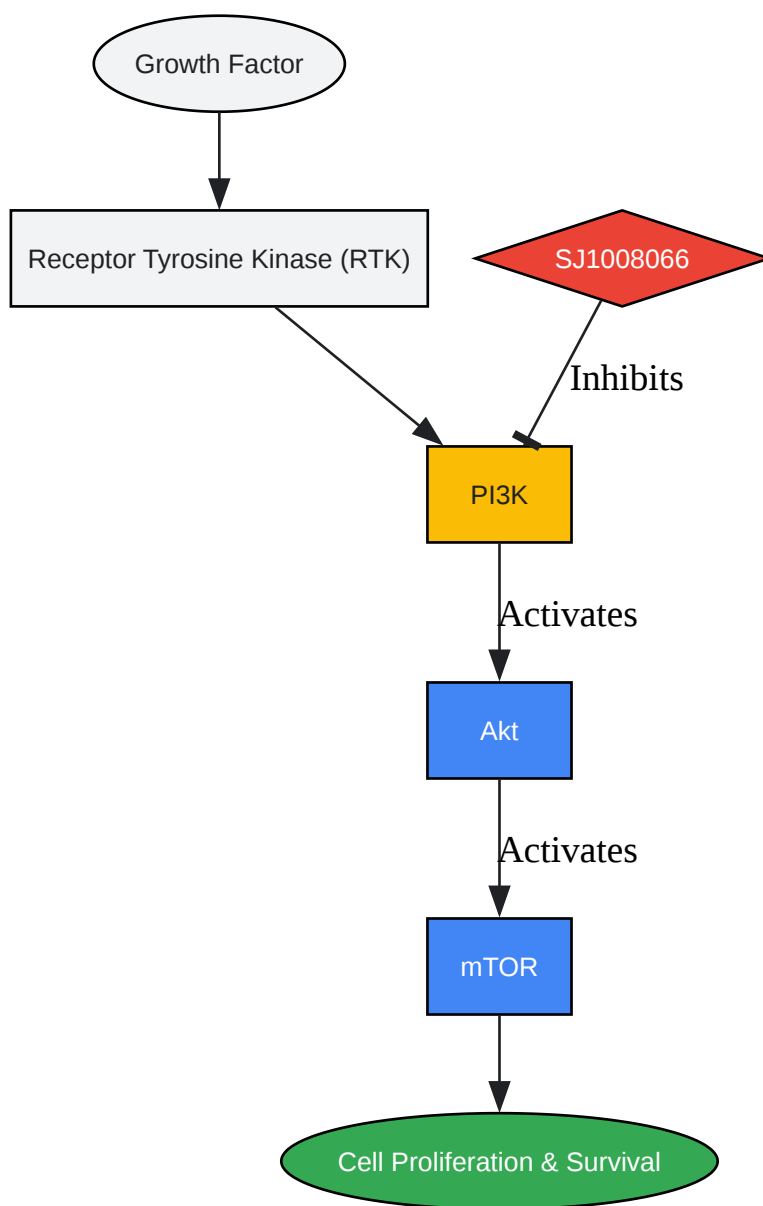 Growth Factor
Receptor Tyrosine Kinase (RTK)
SJ1008066
Inhibits
PI3K
Activates
Akt
Activates
mTOR
Cell Proliferation & Survival